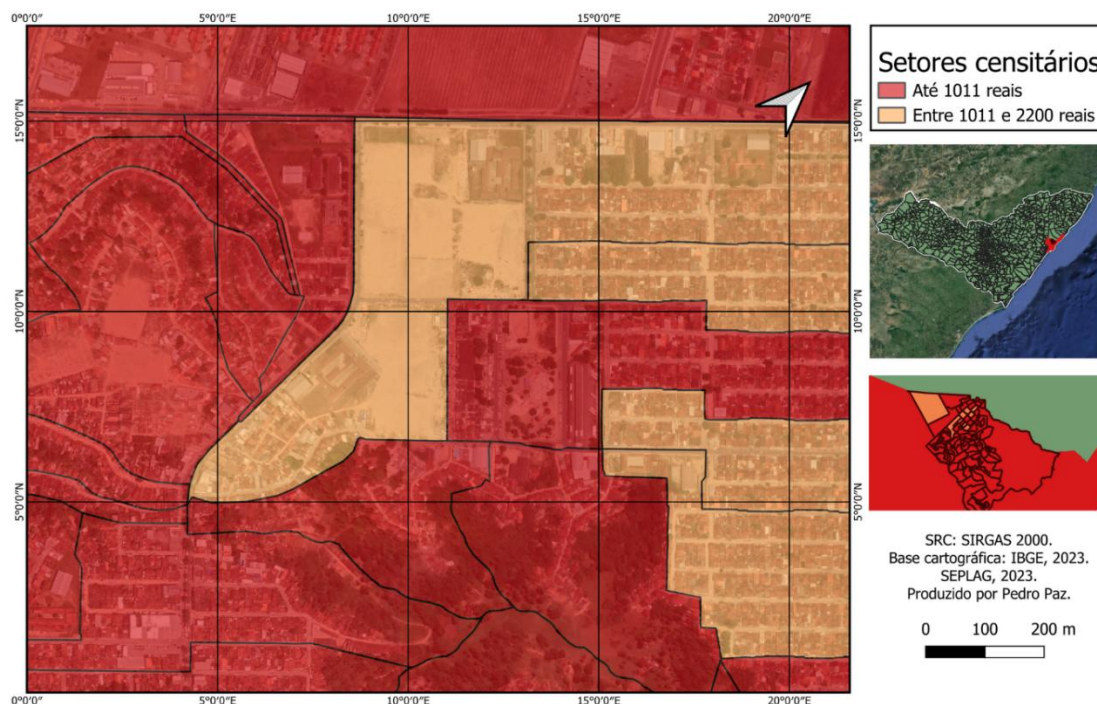 0°0'0"E 5°0'0"E 10°0'0"E 15°0'0"E 20°0'0"E
15°0'0"N
10°0'0"N
5°0'0"N
0°0'0" 5°0'0"E 10°0'0"E 15°0'0"E 20°0'0"E
15°0'0"N
10°0'0"N
5°0'0"N
Setores censitários
Até 1011 reais
Entre 1011 e 2200 reais
SRC: SIRGAS 2000.
Base cartográfica: IBGE, 2023.
SEPLAG, 2023.
Produzido por Pedro Paz.
0 100 200 m